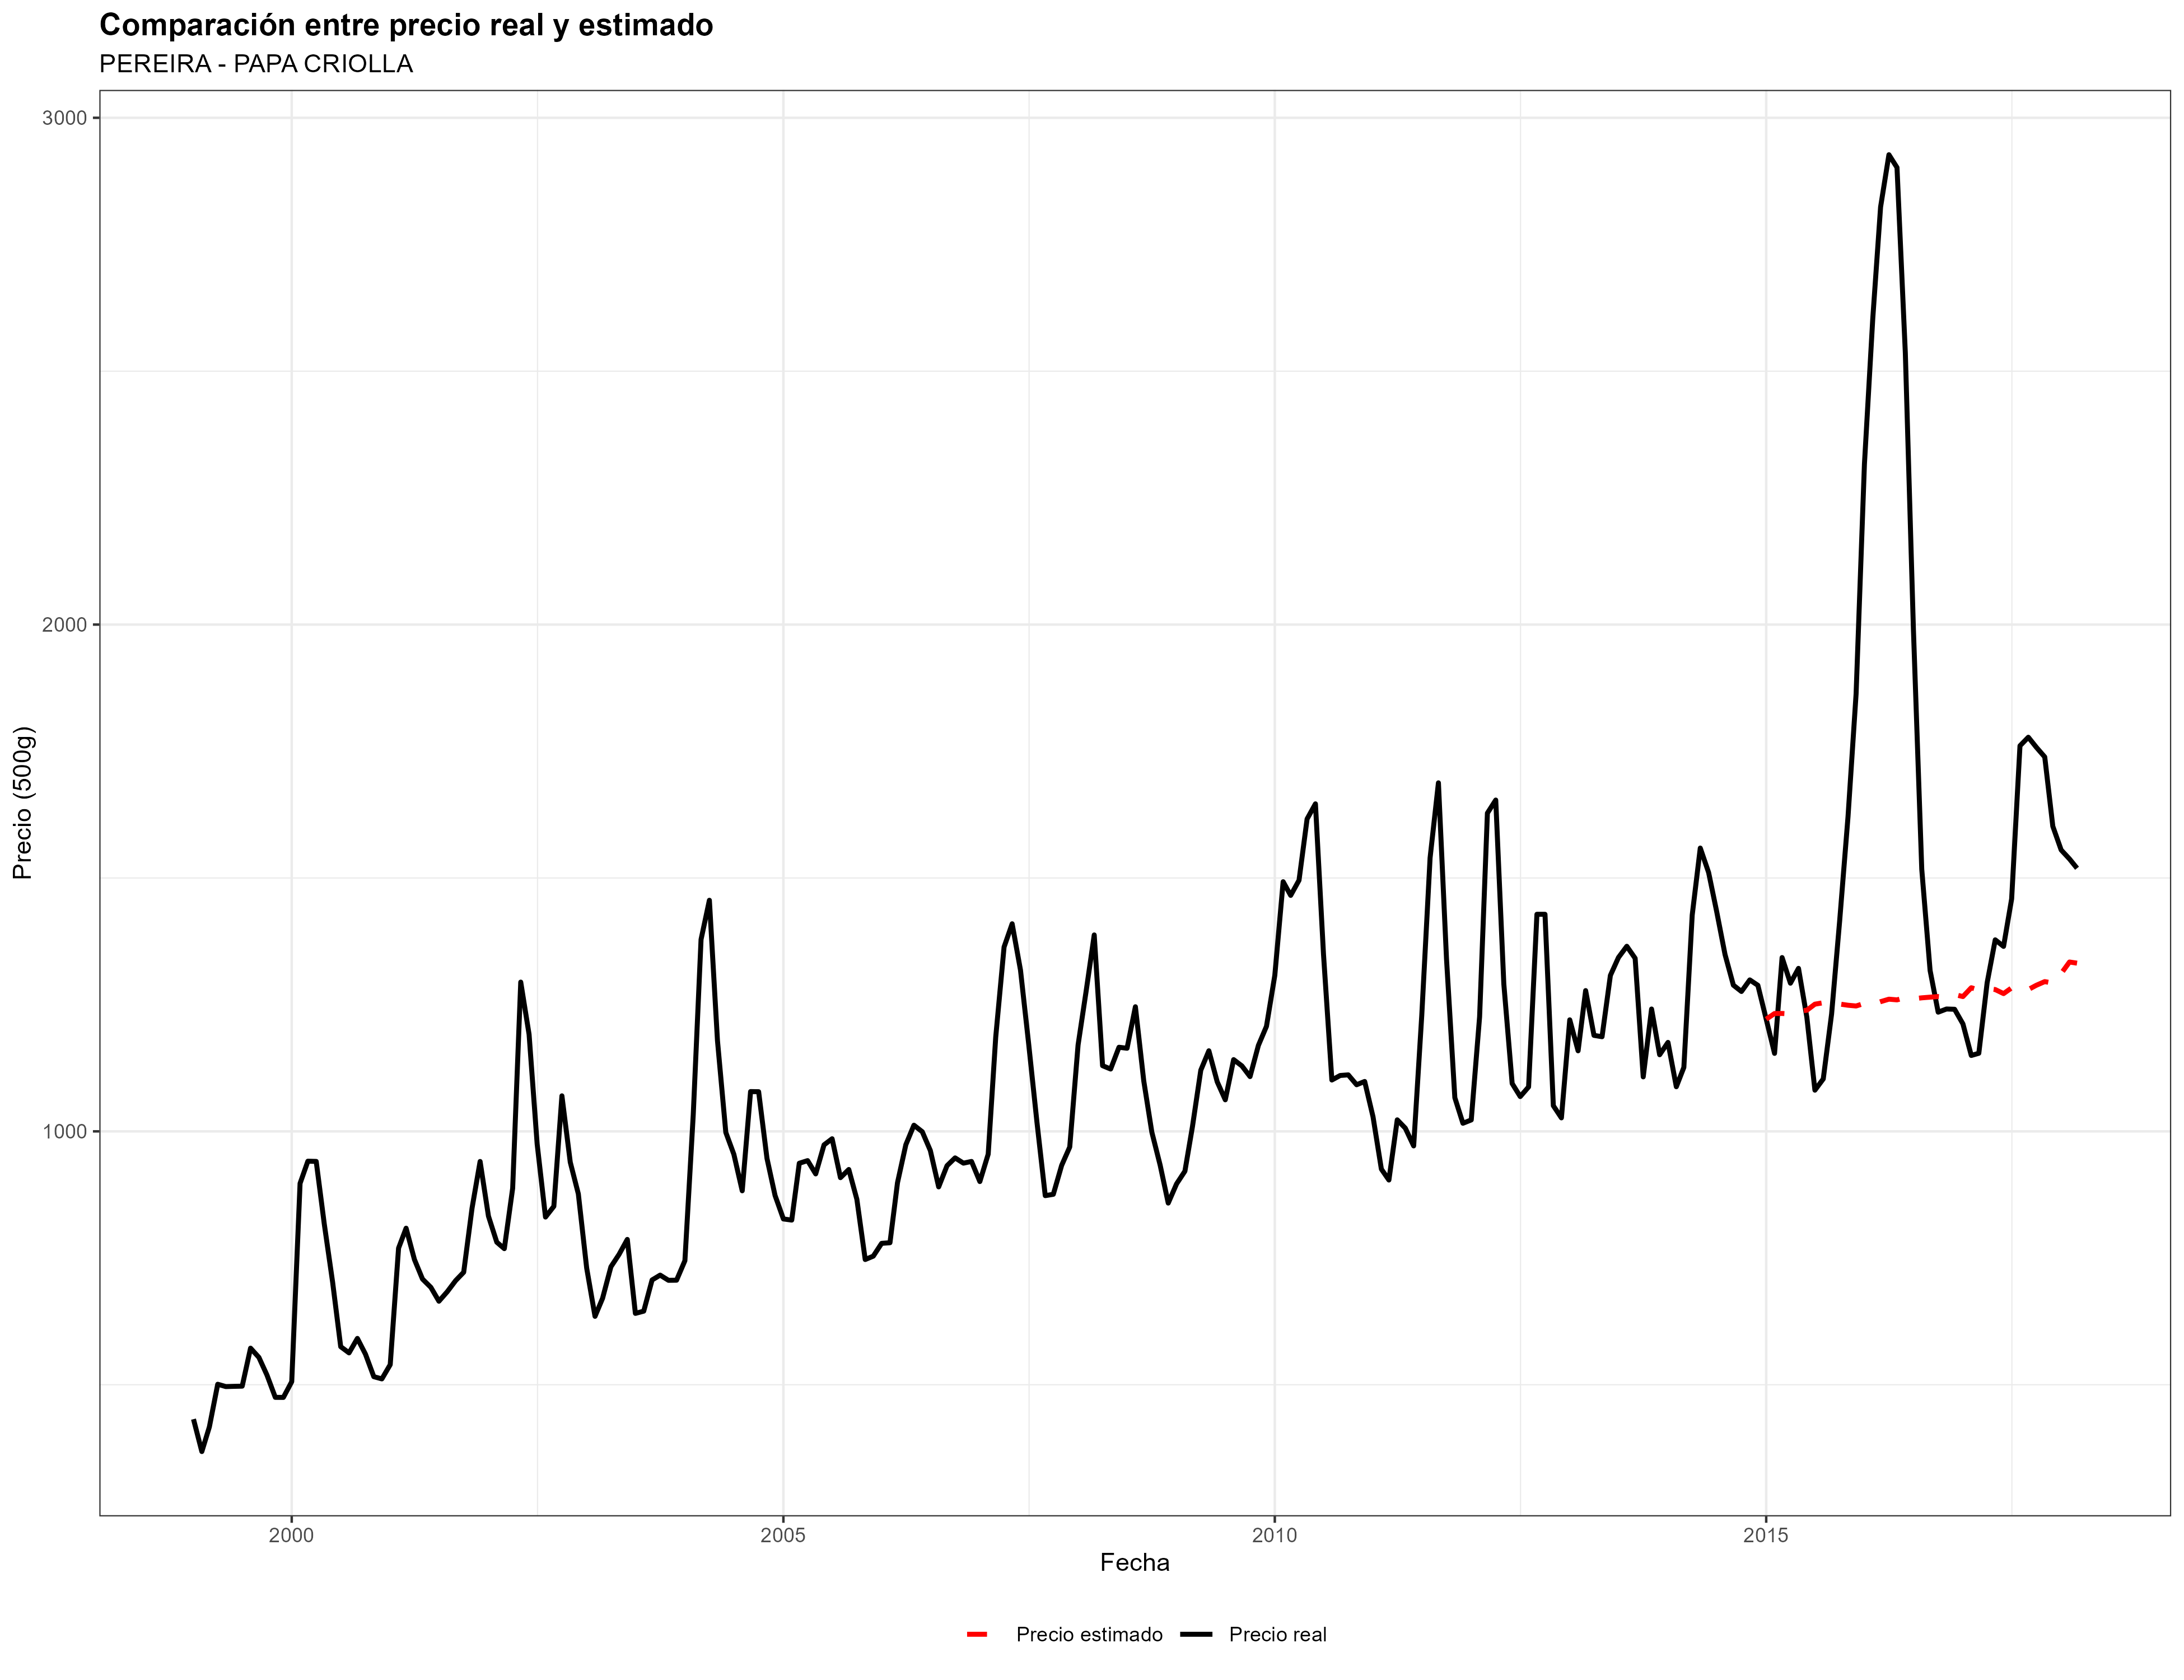 Comparación entre precio real y estimado
PEREIRA - PAPA CRIOLLA
Precio (500g)
3000
2000
1000
2000
2005
2010
2015
Fecha
Precio estimado
Precio real